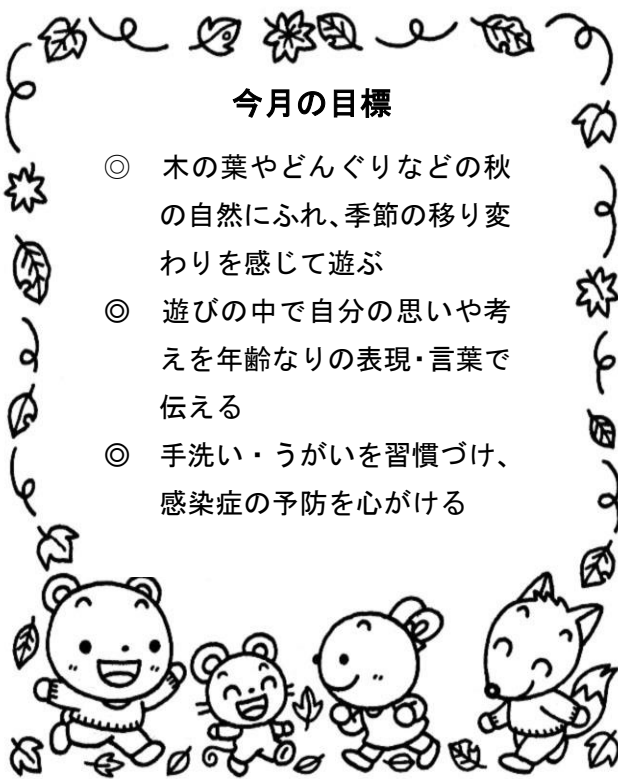 今月の目標
◎ 木の葉やどんぐりなどの秋
の自然にふれ、季節の移り変
わりを感じて遊ぶ
◎ 遊びの中で自分の思いや考
えを年齢なりの表現・言葉で
伝える
◎ 手洗い・うがいを習慣づけ、
感染症の予防を心がける